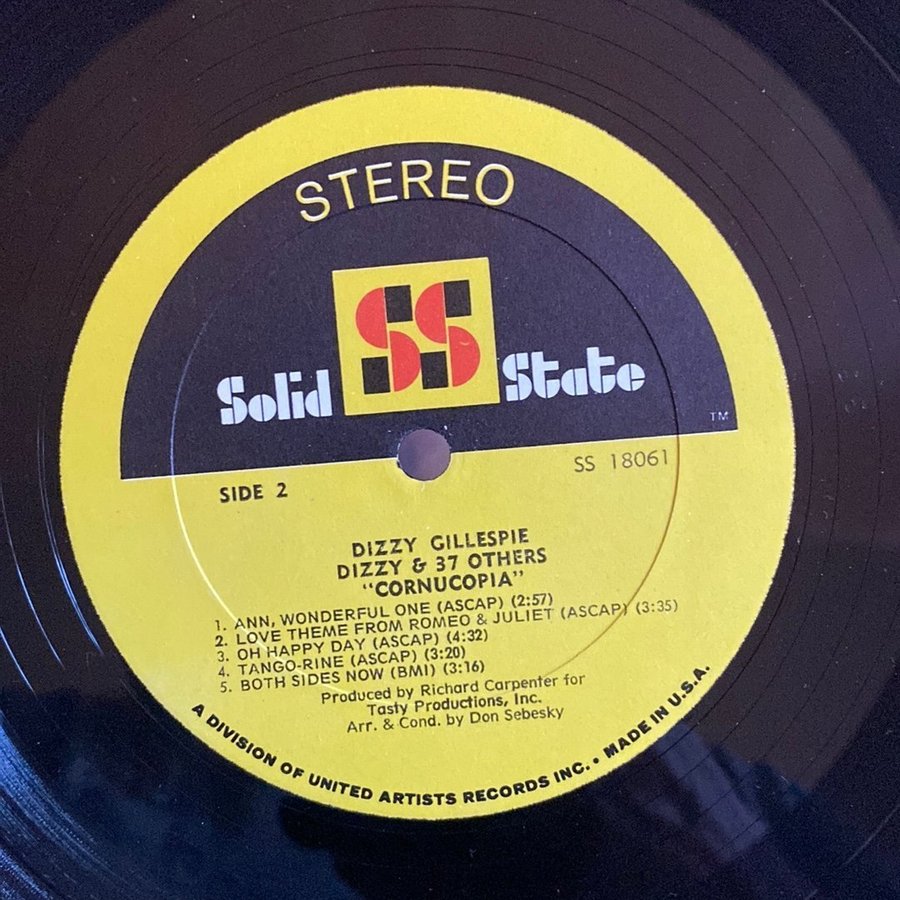 STEREO
SS
Solid State
TM
SIDE 2
SS 18061
DIZZY GILLESPIE
DIZZY & 37 OTHERS
"CORNUCOPIA"
1. ANN, WONDERFUL ONE (ASCAP) (2:57)
2. LOVE THEME FROM ROMEO & JULIET (ASCAP) (3:35)
3. OH HAPPY DAY (ASCAP) (4:32)
4. TANGO-RINE (ASCAP) (3:20)
5. BOTH SIDES NOW (BMI) (3:16)
Produced by Richard Carpenter for
Tasty Productions, Inc.
Arr. & Cond. by Don Sebesky
A DIVISION OF UNITED ARTISTS RECORDS INC. • MADE IN U.S.A.